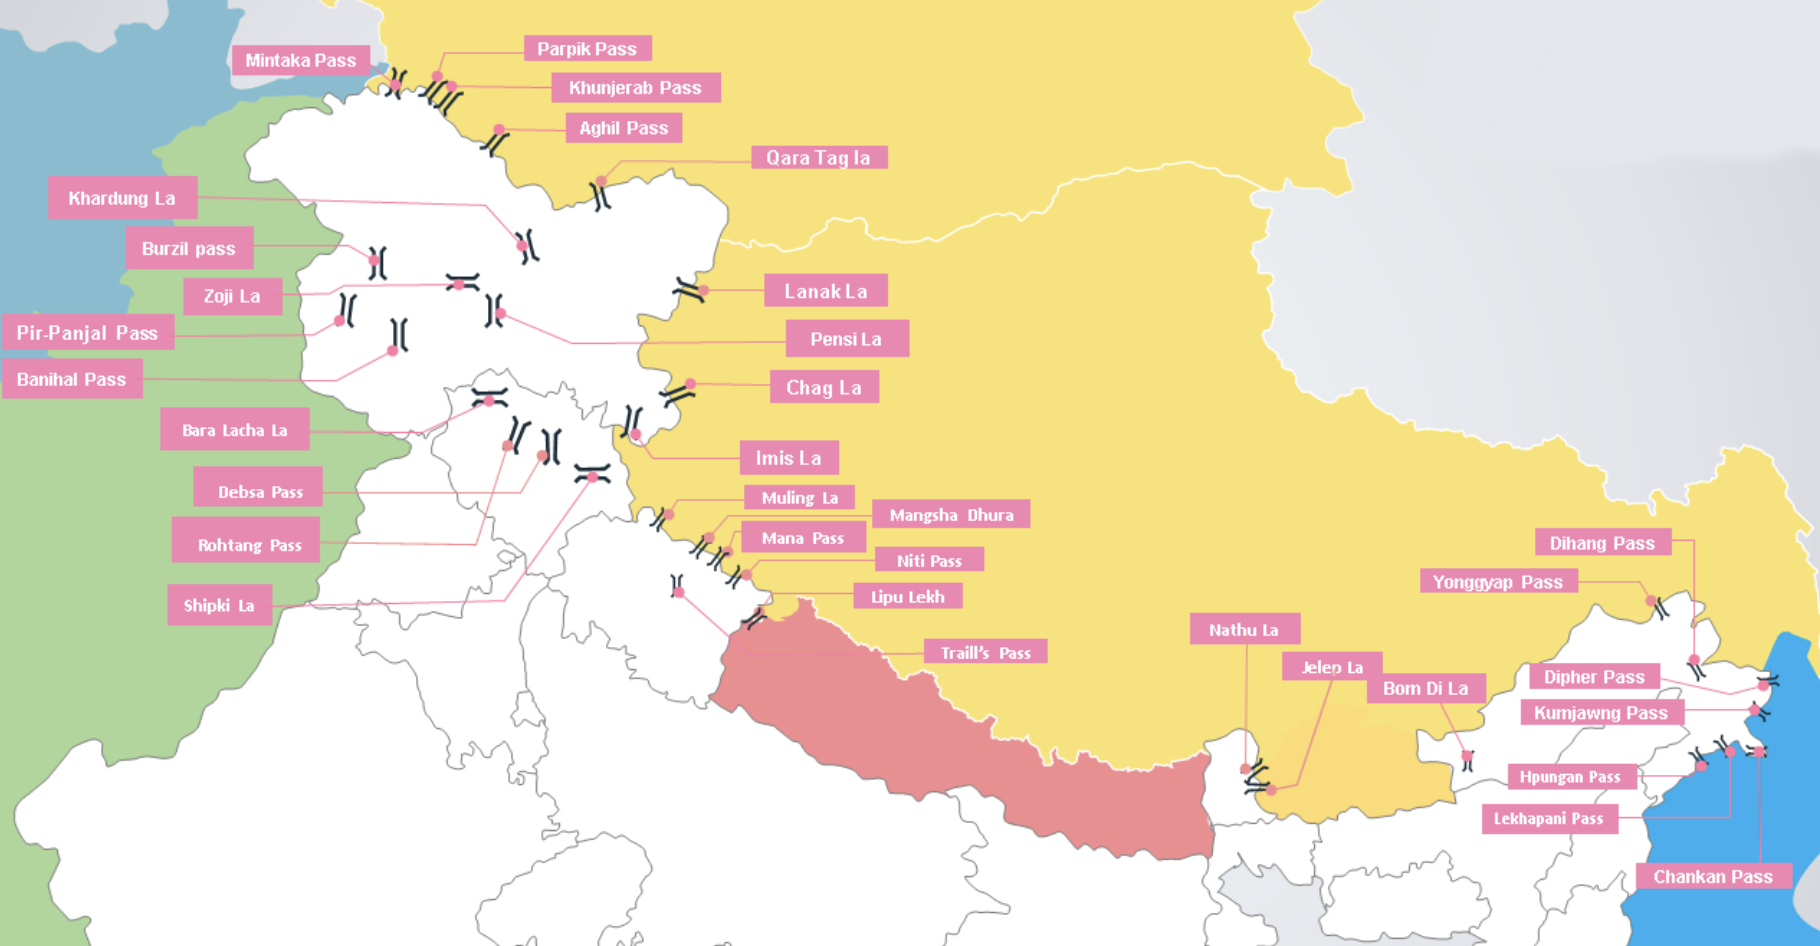 Parpik Pass
Mintaka Pass
Khunjerab Pass
Aghil Pass
Qara Tag la
Khardung La
Burzil pass
Lanak La
Zoji La
Pir-Panjal Pass
Pensi La
Banihal Pass
Chag La
Bara Lacha La
Imis La
Debsa Pass
Muling La
Mangsha Dhura
Mana Pass
Rohtang Pass
Dihang Pass
Niti Pass
Yonggyap Pass
Lipu Lekh
Shipki La
Nathu La
Traill's Pass
Jelep La
Dipher Pass
Bom Di La
Kumjawng Pass
Hpungan Pass
Lekhapani Pass
Chankan Pass